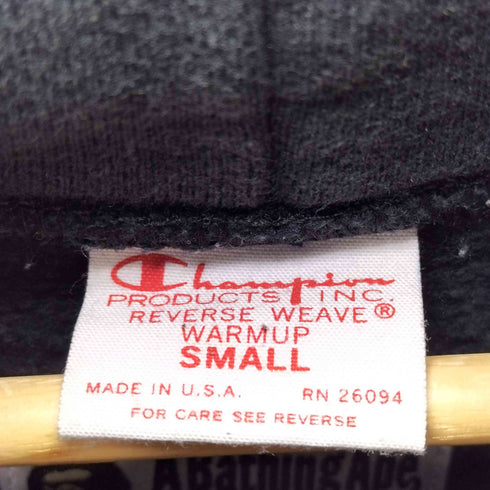 Champion
PRODUCTS INC.
REVERSE WEAVE®
WARMUP
SMALL
MADE IN U.S.A. RN 26094
FOR CARE SEE REVERSE
A Bathing Ape